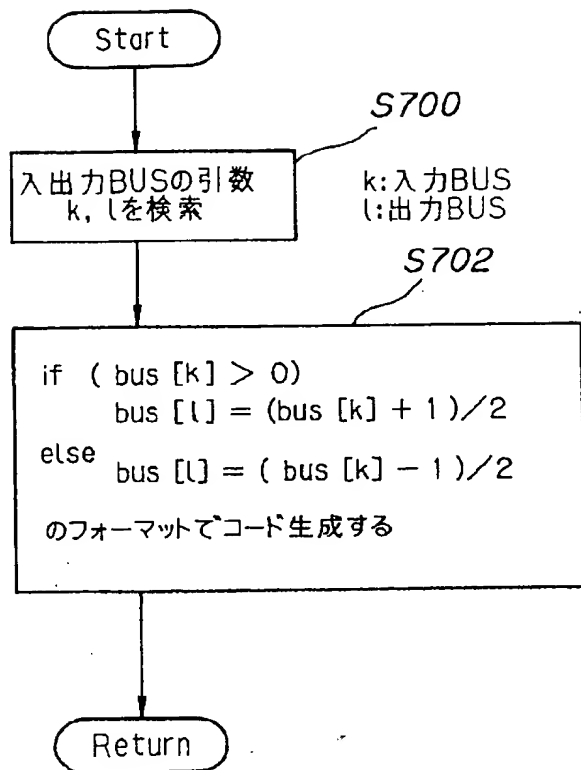 Start
S700
入出力BUSの引数
k, lを検索
k:入力BUS
l:出力BUS
S702
if ( bus [k] > 0)
bus [l] = (bus [k] + 1)/2
else
bus [l] = ( bus [k] - 1)/2
のフォーマットでコード生成する
Return